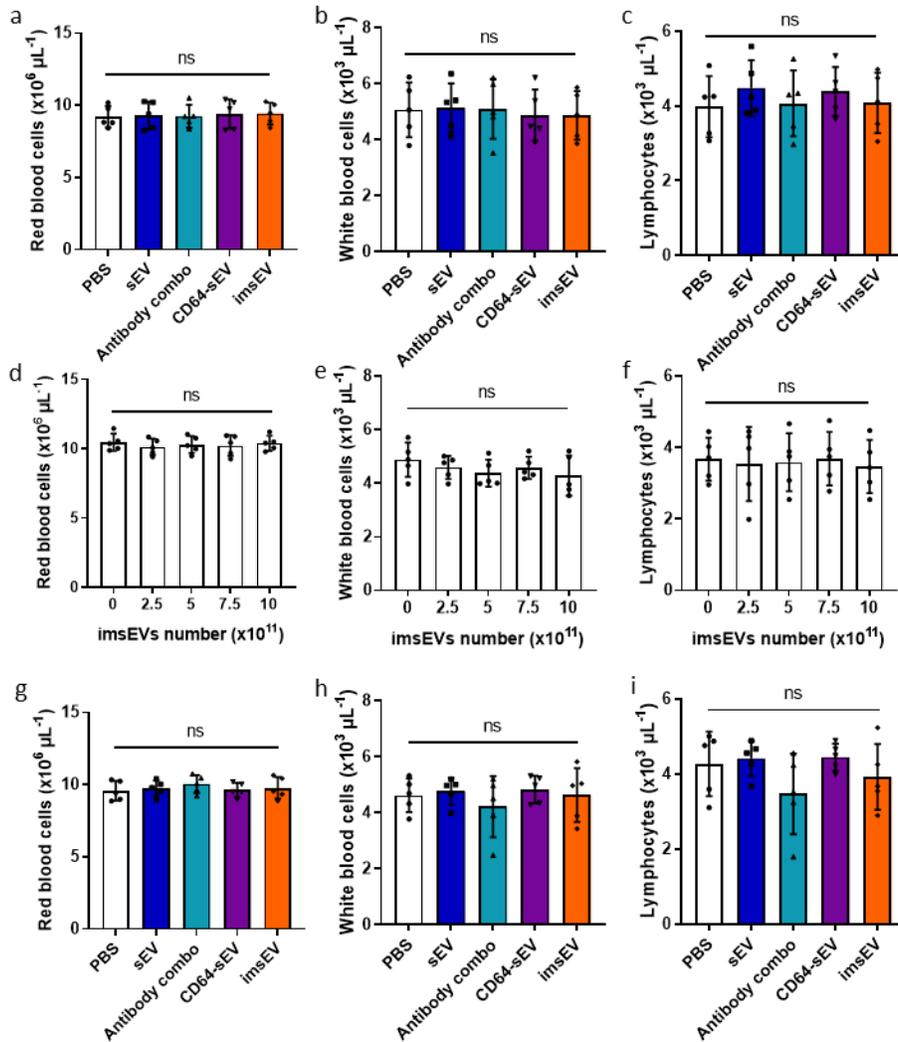 a
Red blood cells (x10⁶ µL⁻¹)
15
10
5
0
ns
PBS
sEV
Antibody combo
CD64-sEV
imsEV
b
White blood cells (x10³ µL⁻¹)
8
6
4
2
0
ns
PBS
sEV
Antibody combo
CD64-sEV
imsEV
c
Lymphocytes (x10³ µL⁻¹)
6
4
2
0
ns
PBS
sEV
Antibody combo
CD64-sEV
imsEV
d
Red blood cells (x10⁶ µL⁻¹)
15
10
5
0
ns
0 2.5 5 7.5 10
imsEVs number (x10¹¹)
e
White blood cells (x10³ µL⁻¹)
8
6
4
2
0
ns
0 2.5 5 7.5 10
imsEVs number (x10¹¹)
f
Lymphocytes (x10³ µL⁻¹)
6
4
2
0
ns
0 2.5 5 7.5 10
imsEVs number (x10¹¹)
g
Red blood cells (x10⁶ µL⁻¹)
15
10
5
0
ns
PBS
sEV
Antibody combo
CD64-sEV
imsEV
h
White blood cells (x10³ µL⁻¹)
8
6
4
2
0
ns
PBS
sEV
Antibody combo
CD64-sEV
imsEV
i
Lymphocytes (x10³ µL⁻¹)
6
4
2
0
ns
PBS
sEV
Antibody combo
CD64-sEV
imsEV